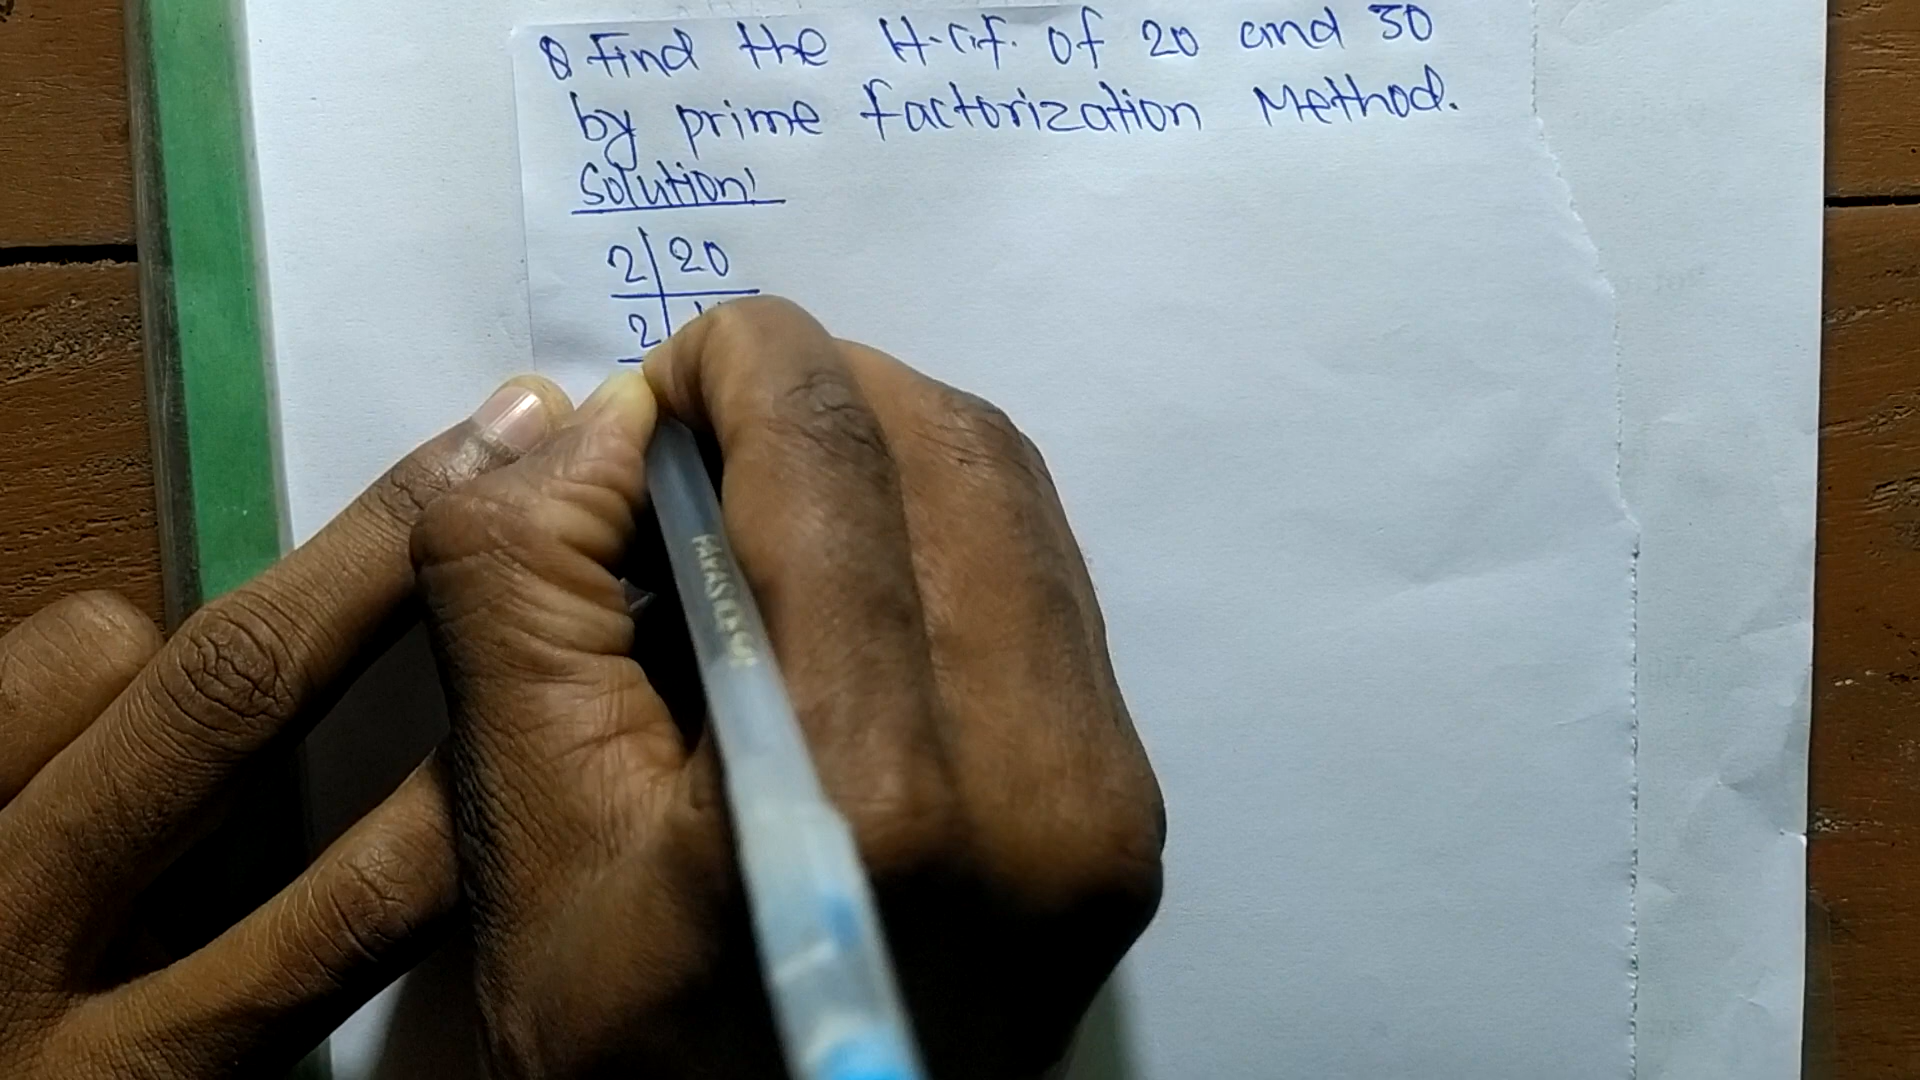 Q Find the H.C.F. of 20 and 30
by prime factorization Method.
Solution:
2 20
2